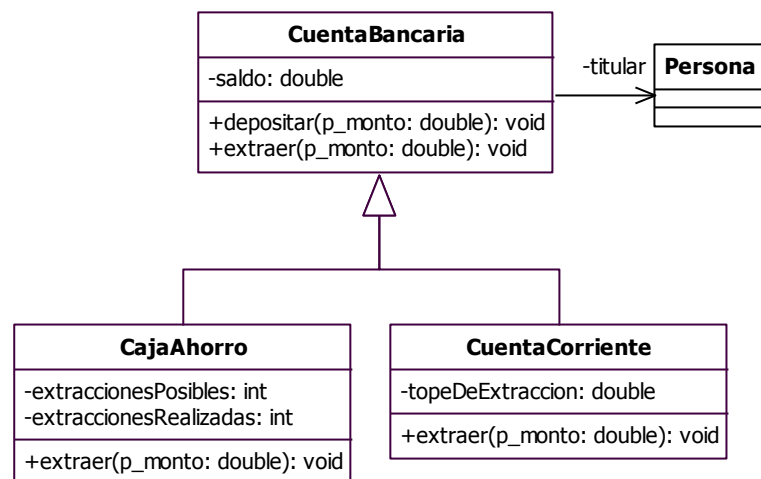 CuentaBancaria
-saldo: double
+depositar(p_monto: double): void
+extraer(p_monto: double): void
-titular
Persona
CajaAhorro
-extraccionesPosibles: int
-extraccionesRealizadas: int
+extraer(p_monto: double): void
CuentaCorriente
-topeDeExtraccion: double
+extraer(p_monto: double): void